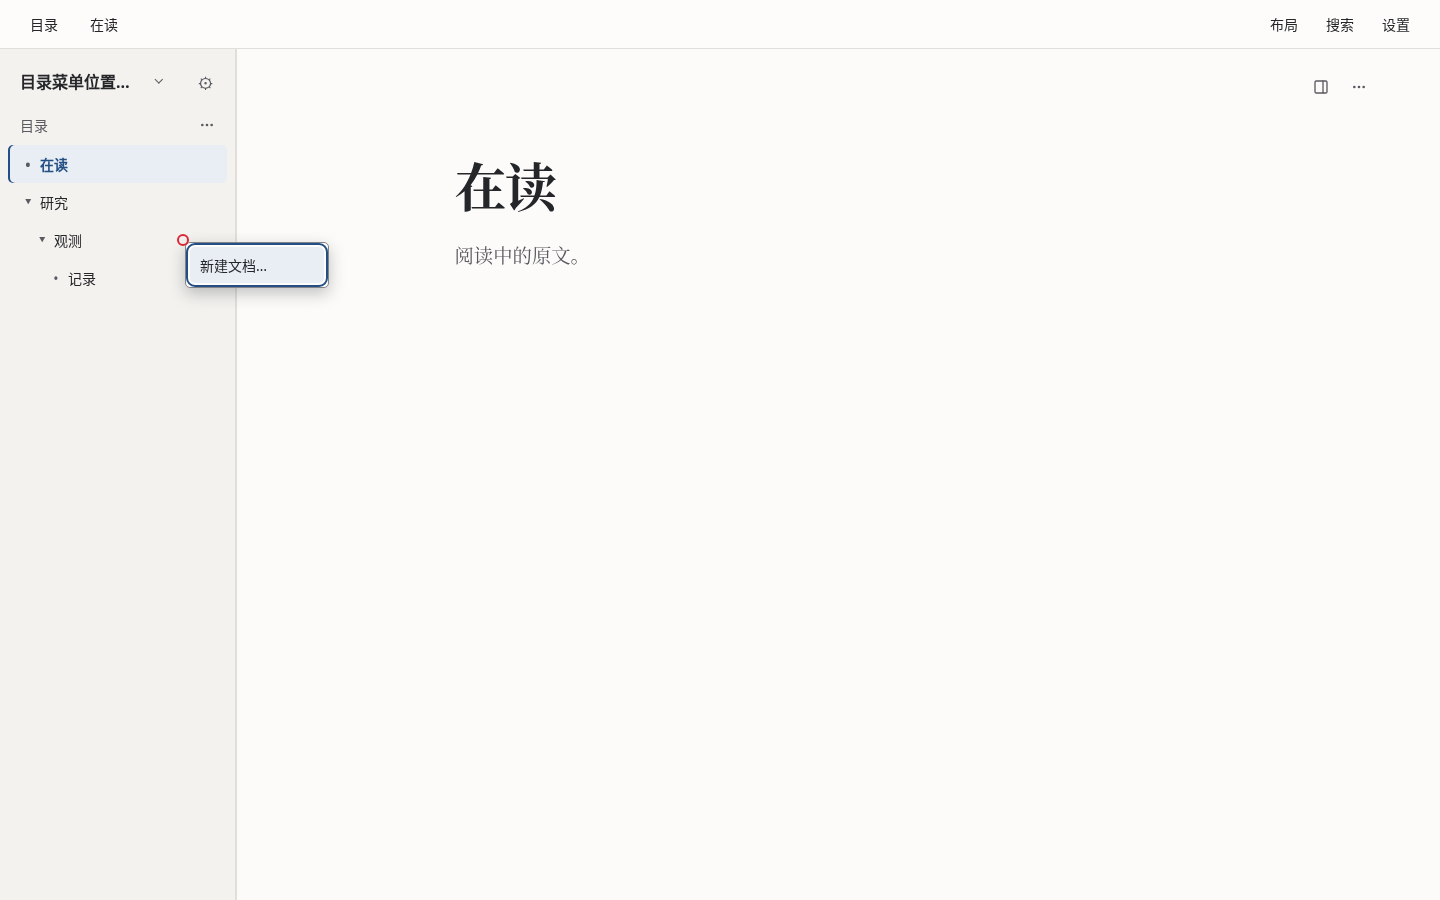 目录 在读 布局 搜索 设置
目录菜单位置...
目录
在读
研究
观测
记录
新建文档...
在读
阅读中的原文。